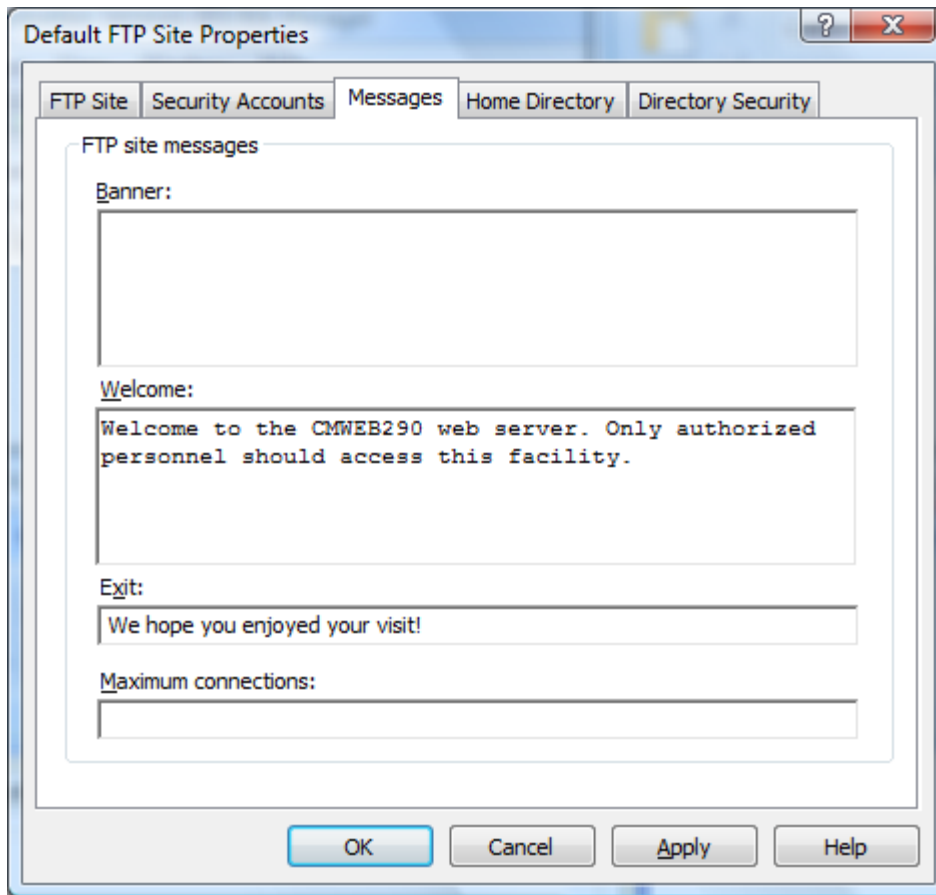 Default FTP Site Properties
?
X
FTP Site Security Accounts Messages Home Directory Directory Security
FTP site messages
Banner:
Welcome:
Welcome to the CMWEB290 web server. Only authorized
personnel should access this facility.
Exit:
We hope you enjoyed your visit!
Maximum connections:
OK Cancel Apply Help